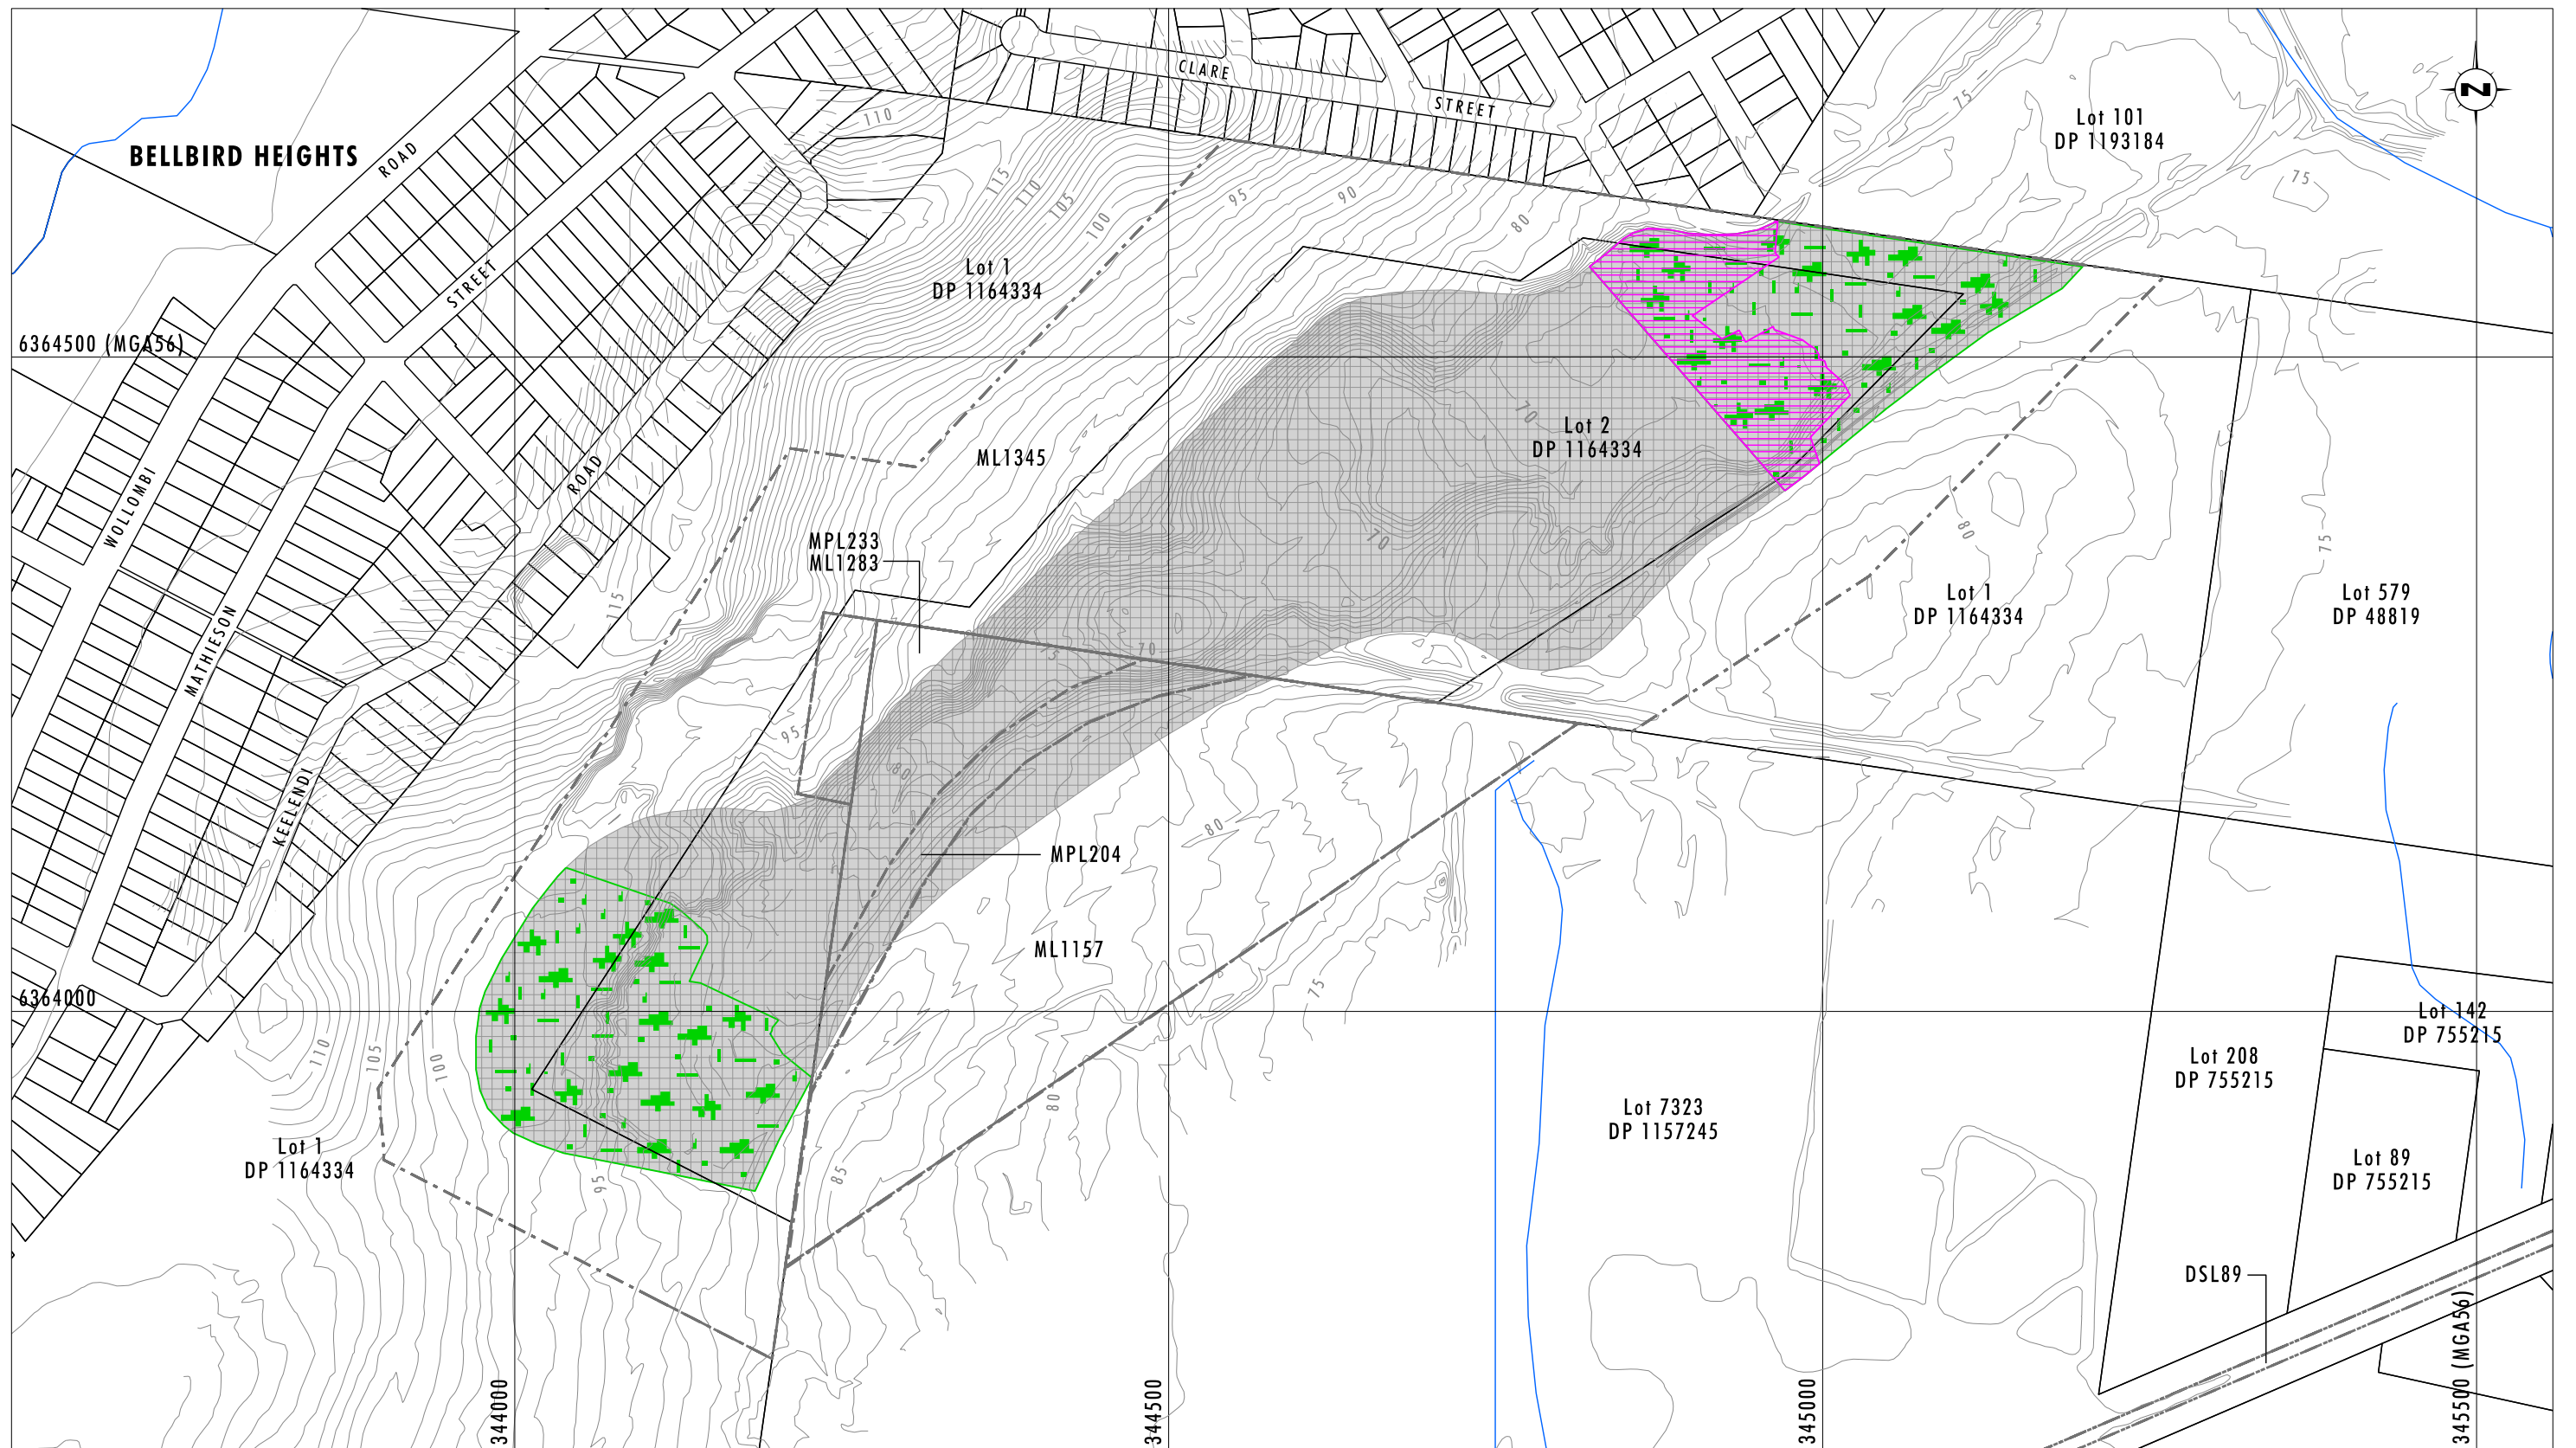 CLARE
STREET
110
75
Lot 101
DP 1193184
N
BELLBIRD HEIGHTS
ROAD
115
110
105
100
95
90
80
75
STREET
Lot 1
DP 1164334
6364500 (MGA56)
70
Lot 2
DP 1164334
ML1345
ROAD
WOLLOMBI
70
80
75
MPL233
ML1283
115
Lot 1
DP 1164334
Lot 579
DP 48819
MATHIESON
70
75
95
80
KEELENDI
80
MPL204
ML1157
75
6364000
Lot 142
DP 755215
110
105
100
80
Lot 208
DP 755215
Lot 7323
DP 1157245
Lot 1
DP 1164334
95
85
Lot 89
DP 755215
DSL89
344000
344500
345000
345500 (MGA56)